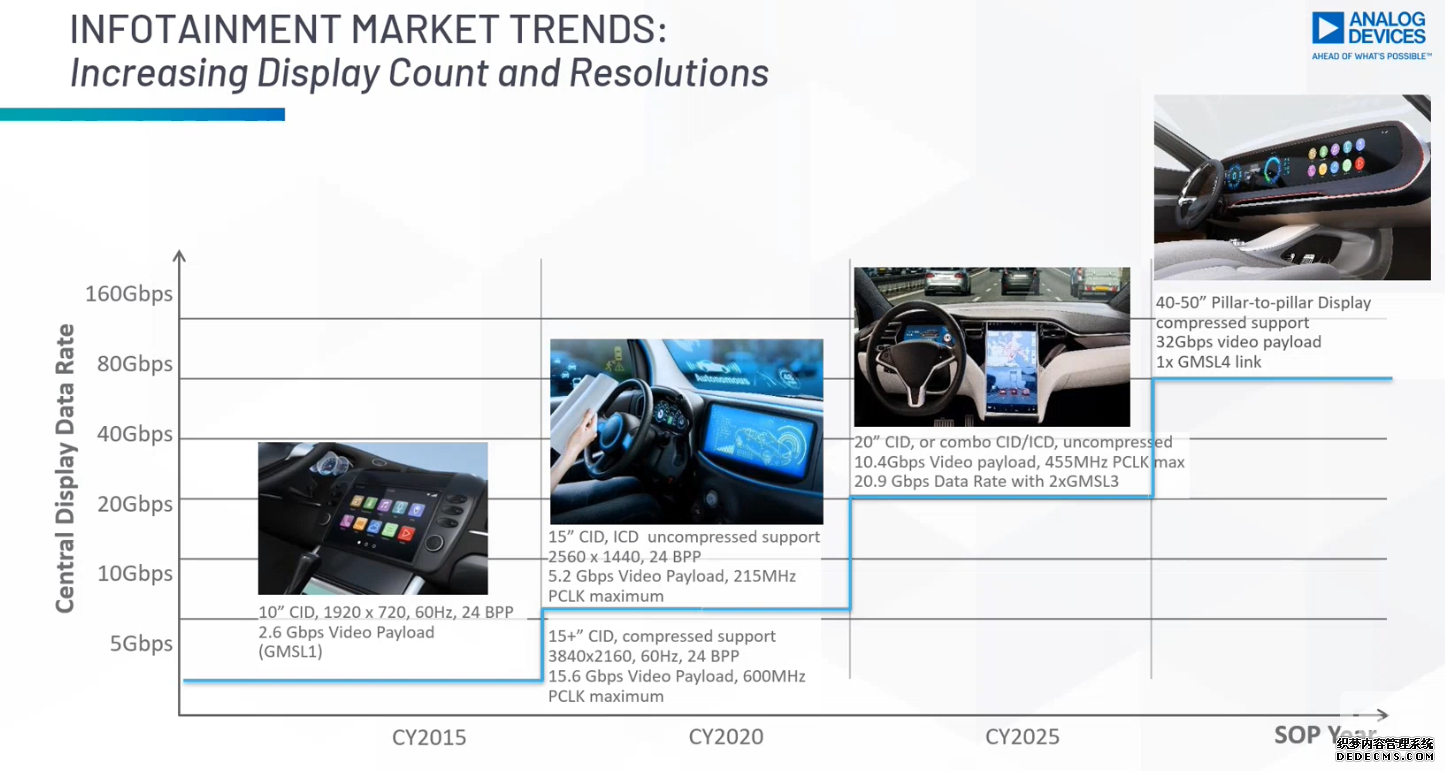 INFOTAINMENT MARKET TRENDS:
Increasing Display Count and Resolutions
ANALOG
DEVICES
AHEAD OF WHAT'S POSSIBLE™
Central Display Data Rate
160Gbps
80Gbps
40Gbps
20Gbps
10Gbps
5Gbps
10” CID, 1920 x 720, 60Hz, 24 BPP
2.6 Gbps Video Payload
(GMSL1)
15” CID, ICD uncompressed support
2560 x 1440, 24 BPP
5.2 Gbps Video Payload, 215MHz
PCLK maximum
15+” CID, compressed support
3840x2160, 60Hz, 24 BPP
15.6 Gbps Video Payload, 600MHz
PCLK maximum
20” CID, or combo CID/ICD, uncompressed
10.4Gbps Video payload, 455MHz PCLK max
20.9 Gbps Data Rate with 2xGMSL3
40-50” Pillar-to-pillar Display
compressed support
32Gbps video payload
1x GMSL4 link
CY2015
CY2020
CY2025
SOP Year
织梦内容管理系统
DEDECMS.COM